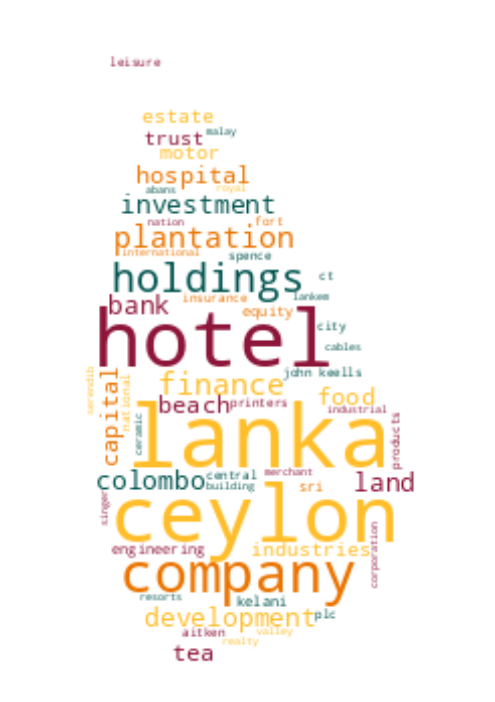 leisure
estate
malay
trust
motor
hospital
abans royal
investment
nation fort
plantation
international
spence
holdings ct
bank insurance lankem
equity
hotel city
cables
serendib
capital
national
finance john keells
beach printers food
industrial
ceramic
lanka
products
colombo central merchant
building sri land
singer
ceylon
engineering industries
corporation
company
resorts kelani
development plc
aitken valley
realty
tea